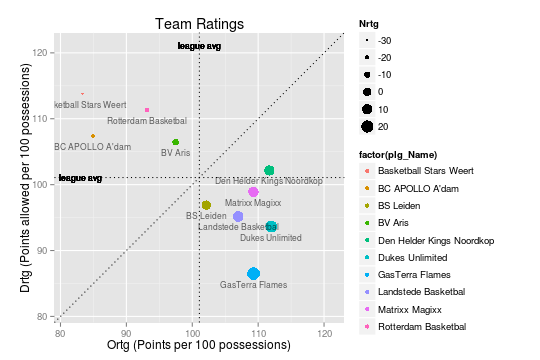 Team Ratings
Drtg (Points allowed per 100 possessions)
120
110
100
90
80
league avg
league avg
ketball Stars Weert
Rotterdam Basketbal
BC APOLLO A'dam
BV Aris
Den Helder Kings Noordkop
Matrixx Magixx
BS Leiden
Landstede Basketbal
Dukes Unlimited
GasTerra Flames
80
90
100
110
120
Ortg (Points per 100 possessions)
Nrtg
-30
-20
-10
0
10
20
factor(plg_Name)
Basketball Stars Weert
BC APOLLO A'dam
BS Leiden
BV Aris
Den Helder Kings Noordkop
Dukes Unlimited
GasTerra Flames
Landstede Basketbal
Matrixx Magixx
Rotterdam Basketbal